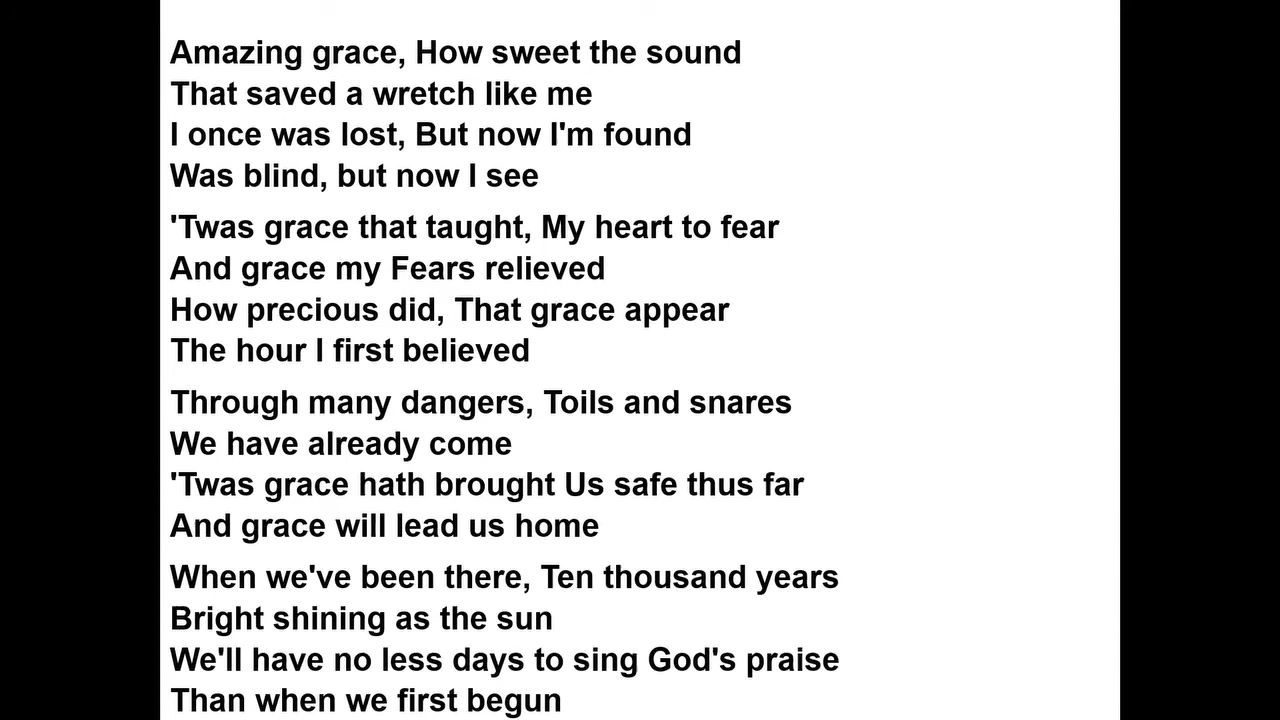 Amazing grace, How sweet the sound
That saved a wretch like me
I once was lost, But now I'm found
Was blind, but now I see
'Twas grace that taught, My heart to fear
And grace my Fears relieved
How precious did, That grace appear
The hour I first believed
Through many dangers, Toils and snares
We have already come
'Twas grace hath brought Us safe thus far
And grace will lead us home
When we've been there, Ten thousand years
Bright shining as the sun
We'll have no less days to sing God's praise
Than when we first begun